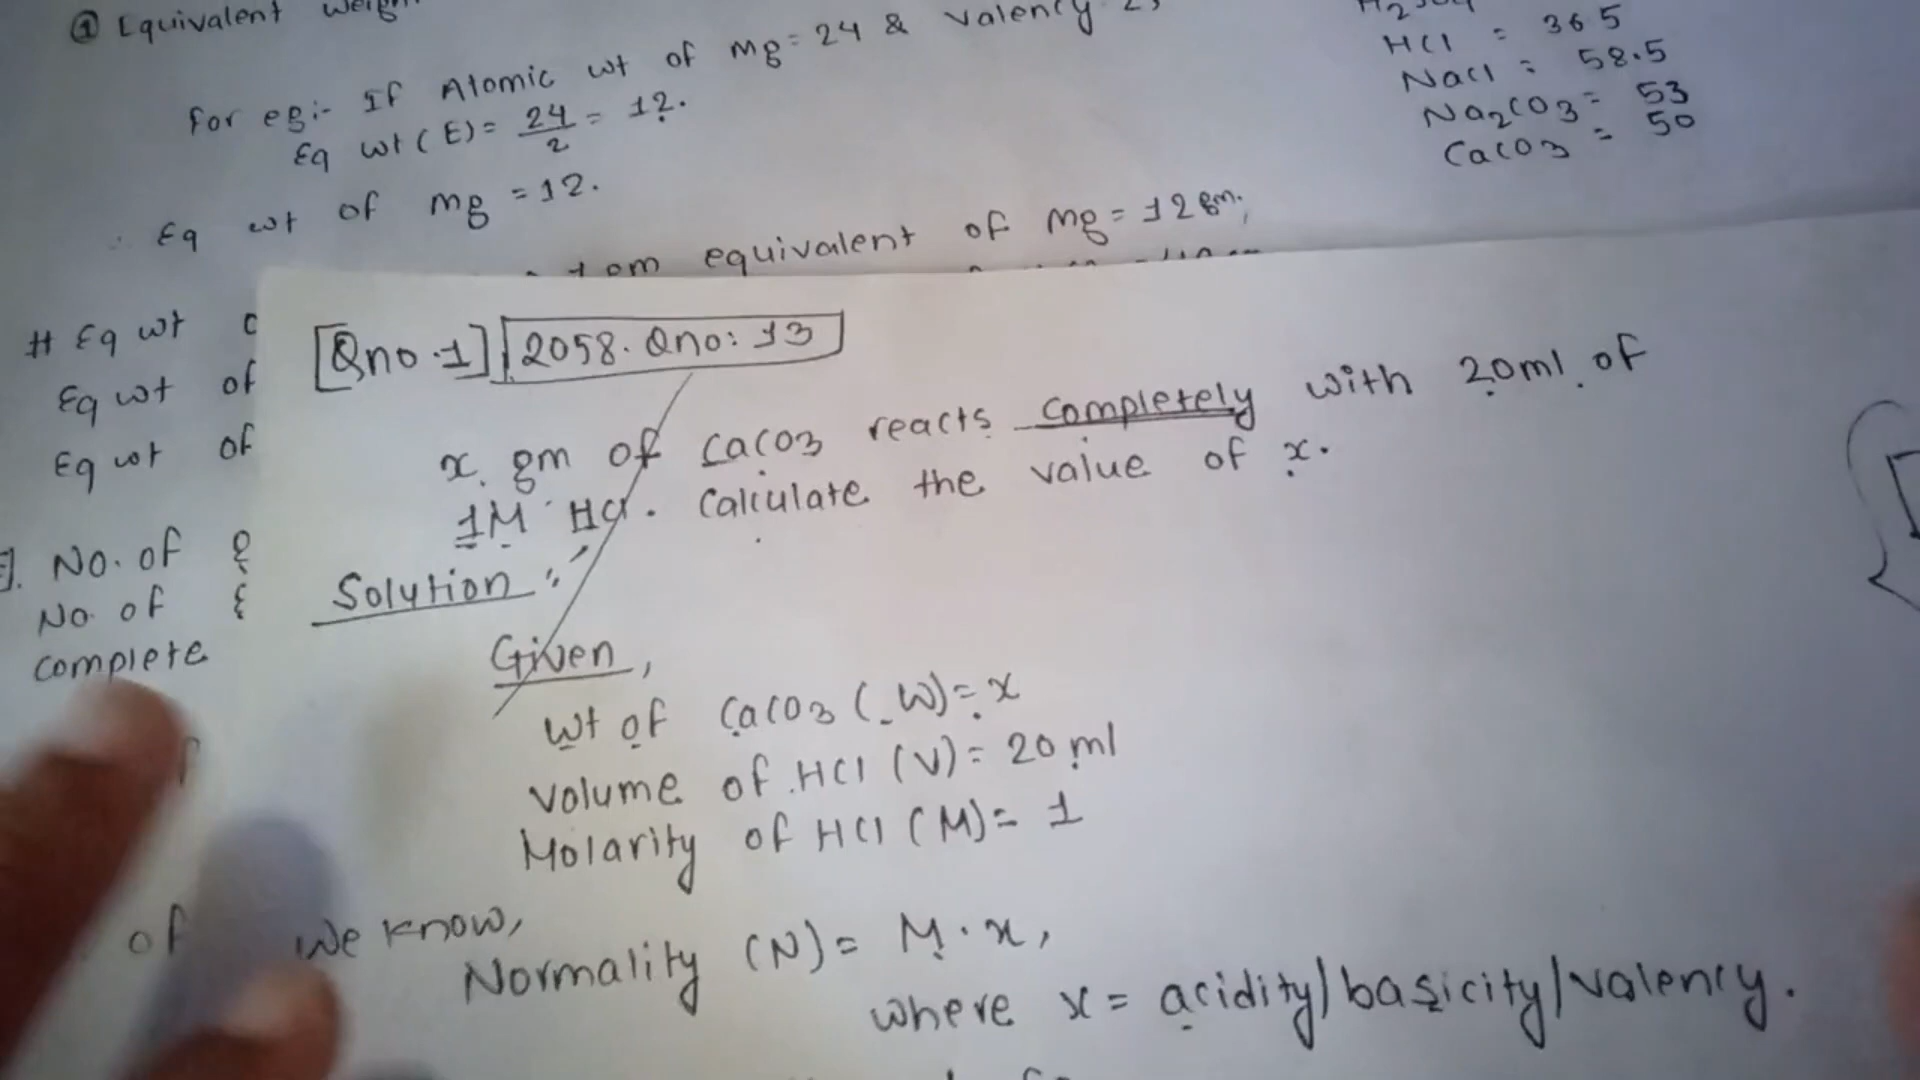 ① Equivalent weigh
For eg:- If Atomic wt of Mg = 24 & valency 2,
Eq wt (E) = 24/2 = 12.
∴ Eq wt of mg = 12.
equivalent of Mg = 12 gm,
HCl = 36.5
NaCl = 58.5
Na2CO3 = 53
CaCO3 = 50
# Eq wt
Eq wt of
Eq wt of
No. of
No. of
complete
of
[Qno.1] 2058. Qno: 13
x gm of CaCO3 reacts completely with 20ml of
1M HCl. Calculate the value of x.
Solution:
Given,
wt of CaCO3 (W) = x
Volume of HCl (V) = 20 ml
Molarity of HCl (M) = 1
We know,
Normality (N) = M . x,
where x = acidity/basicity/valency.